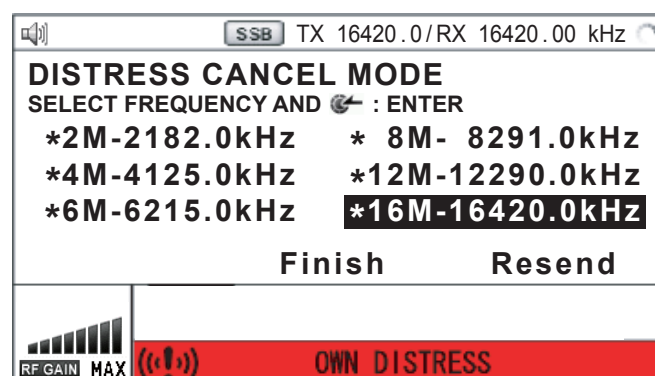 SSB TX 16420.0/RX 16420.00 kHz
DISTRESS CANCEL MODE
SELECT FREQUENCY AND : ENTER
*2M-2182.0kHz * 8M- 8291.0kHz
*4M-4125.0kHz *12M-12290.0kHz
*6M-6215.0kHz *16M-16420.0kHz
Finish Resend
RF GAIN MAX OWN DISTRESS